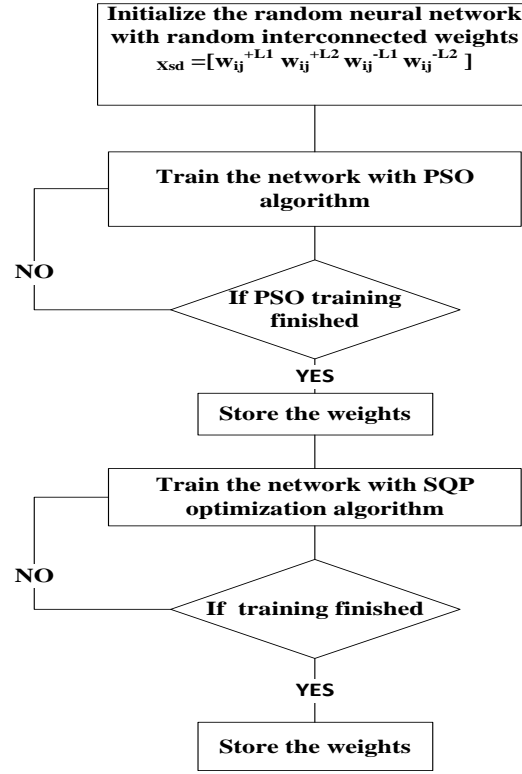 Initialize the random neural network
with random interconnected weights
Xsd =[wij+L1 wij+L2 wij-L1 wij-L2 ]
Train the network with PSO
algorithm
NO
If PSO training
finished
YES
Store the weights
Train the network with SQP
optimization algorithm
NO
If training finished
YES
Store the weights